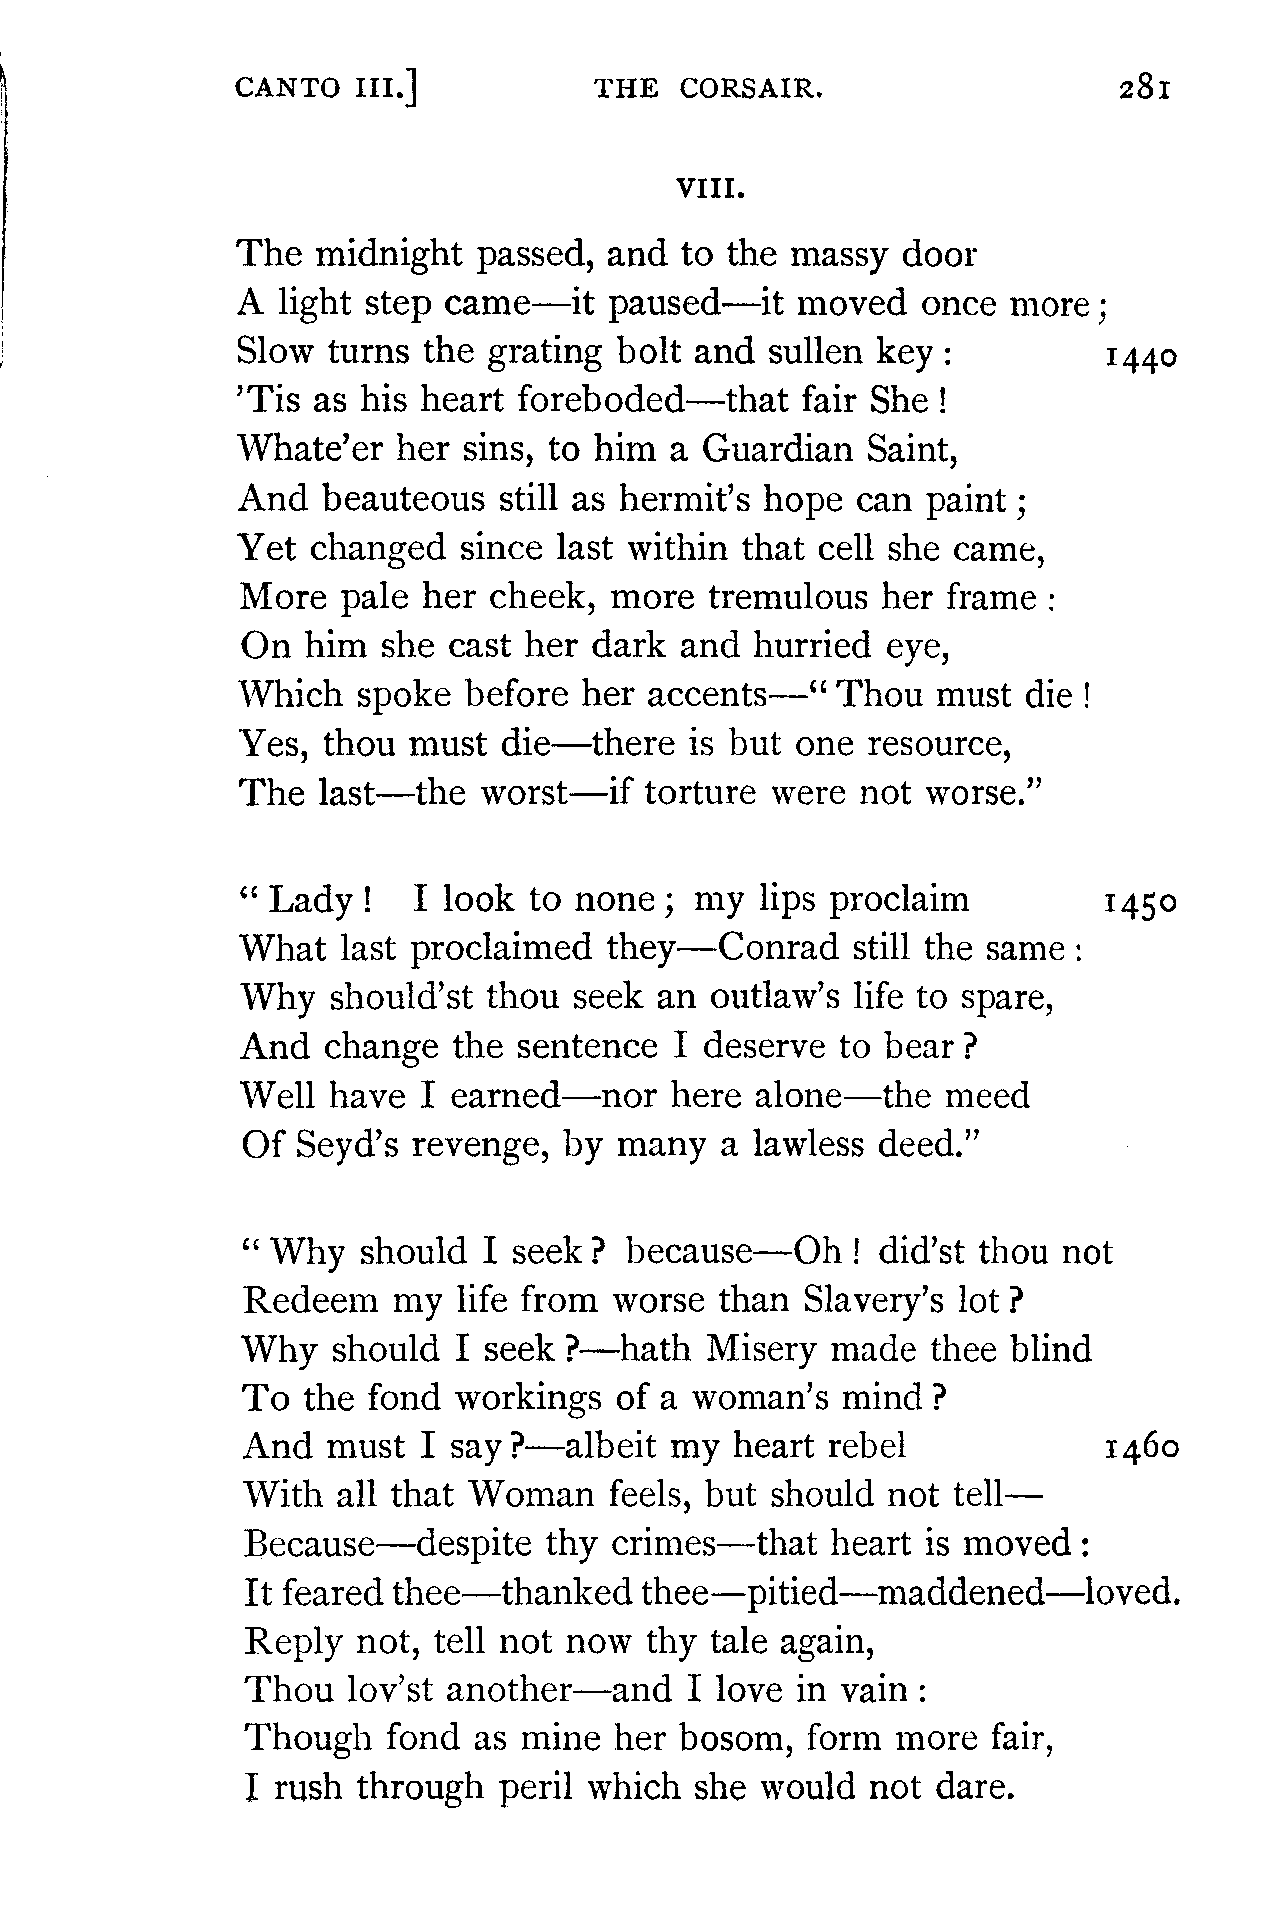 CANTO III.] THE CORSAIR. 281
VIII.
The midnight passed, and to the massy door
A light step came—it paused—it moved once more;
Slow turns the grating bolt and sullen key: 1440
'Tis as his heart foreboded—that fair She!
Whate'er her sins, to him a Guardian Saint,
And beauteous still as hermit's hope can paint;
Yet changed since last within that cell she came,
More pale her cheek, more tremulous her frame:
On him she cast her dark and hurried eye,
Which spoke before her accents—"Thou must die!
Yes, thou must die—there is but one resource,
The last—the worst—if torture were not worse."
"Lady! I look to none; my lips proclaim 1450
What last proclaimed they—Conrad still the same:
Why should'st thou seek an outlaw's life to spare,
And change the sentence I deserve to bear?
Well have I earned—nor here alone—the meed
Of Seyd's revenge, by many a lawless deed."
"Why should I seek? because—Oh! did'st thou not
Redeem my life from worse than Slavery's lot?
Why should I seek?—hath Misery made thee blind
To the fond workings of a woman's mind?
And must I say?—albeit my heart rebel 1460
With all that Woman feels, but should not tell—
Because—despite thy crimes—that heart is moved:
It feared thee—thanked thee—pitied—maddened—loved.
Reply not, tell not now thy tale again,
Thou lov'st another—and I love in vain:
Though fond as mine her bosom, form more fair,
I rush through peril which she would not dare.